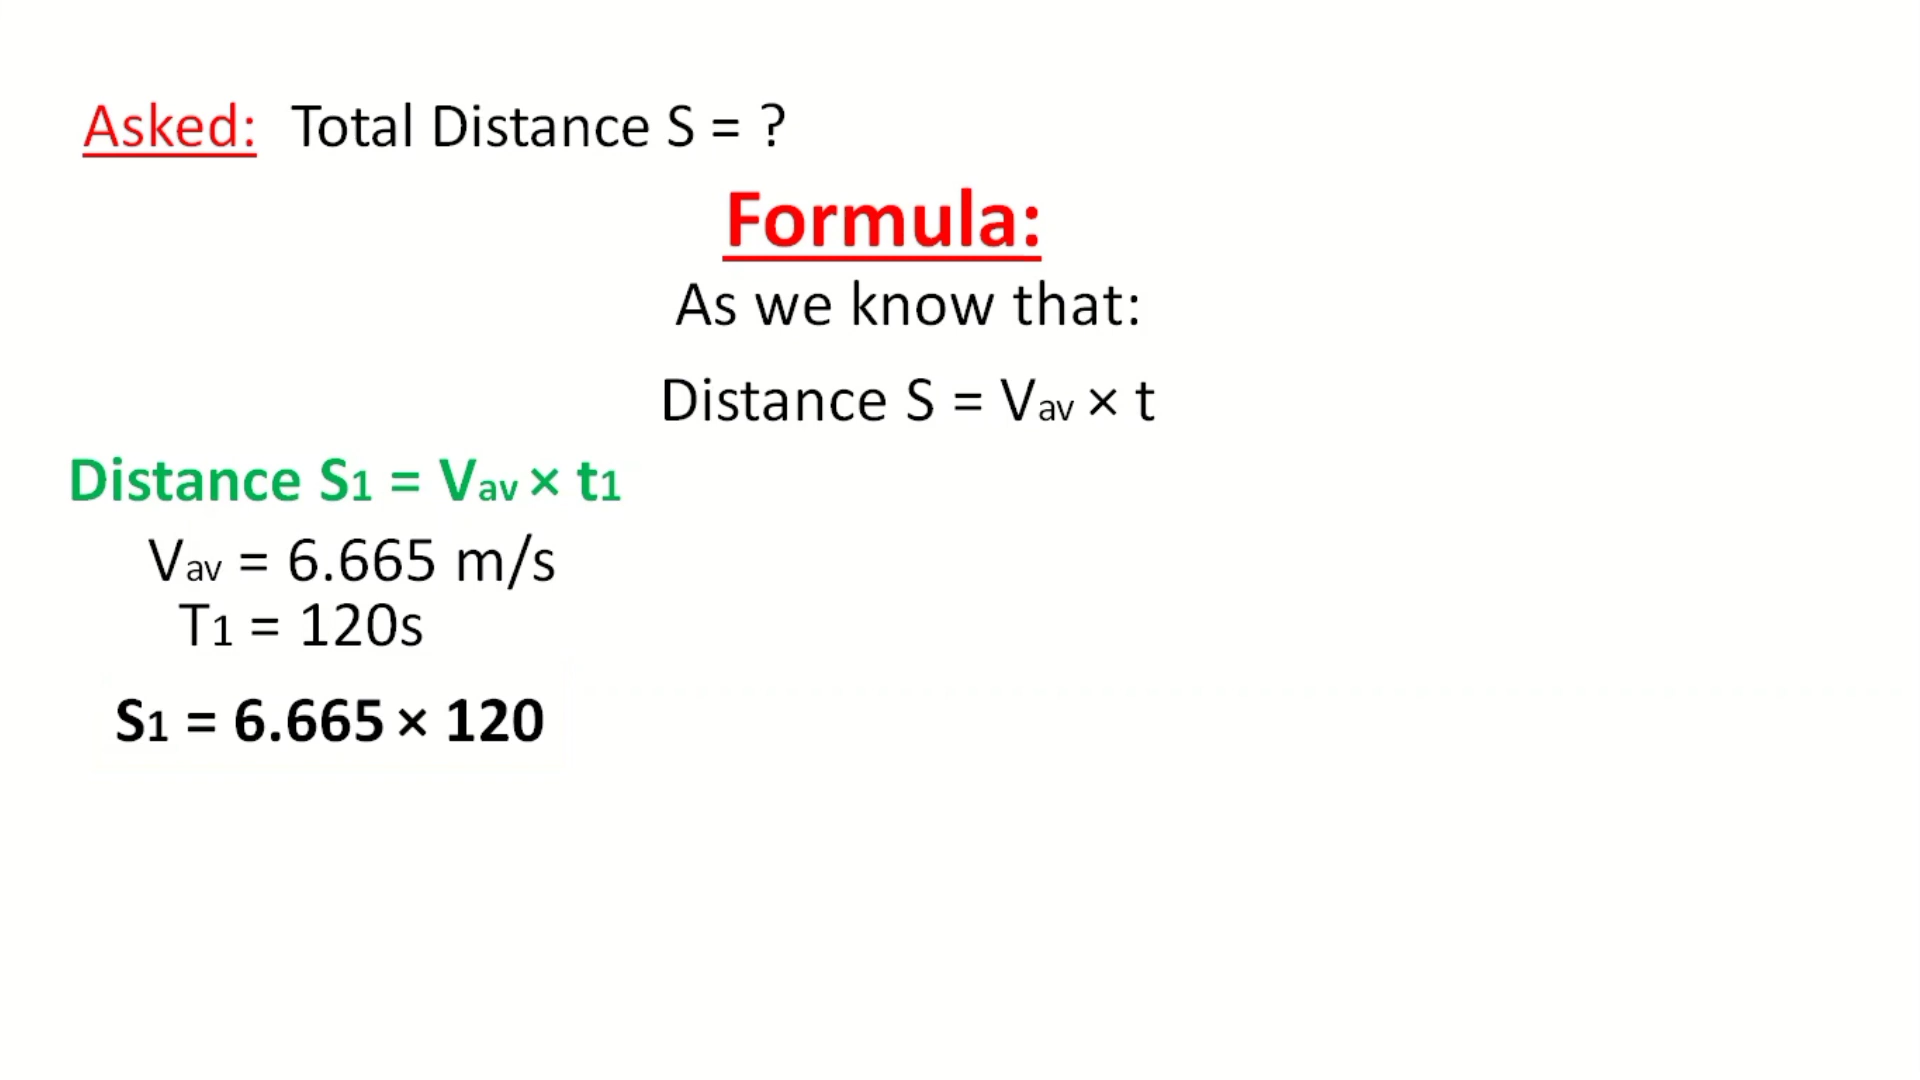 Asked: Total Distance S = ?
Formula:
As we know that:
Distance S = Vav × t
Distance S1 = Vav × t1
Vav = 6.665 m/s
T1 = 120s
S1 = 6.665 × 120